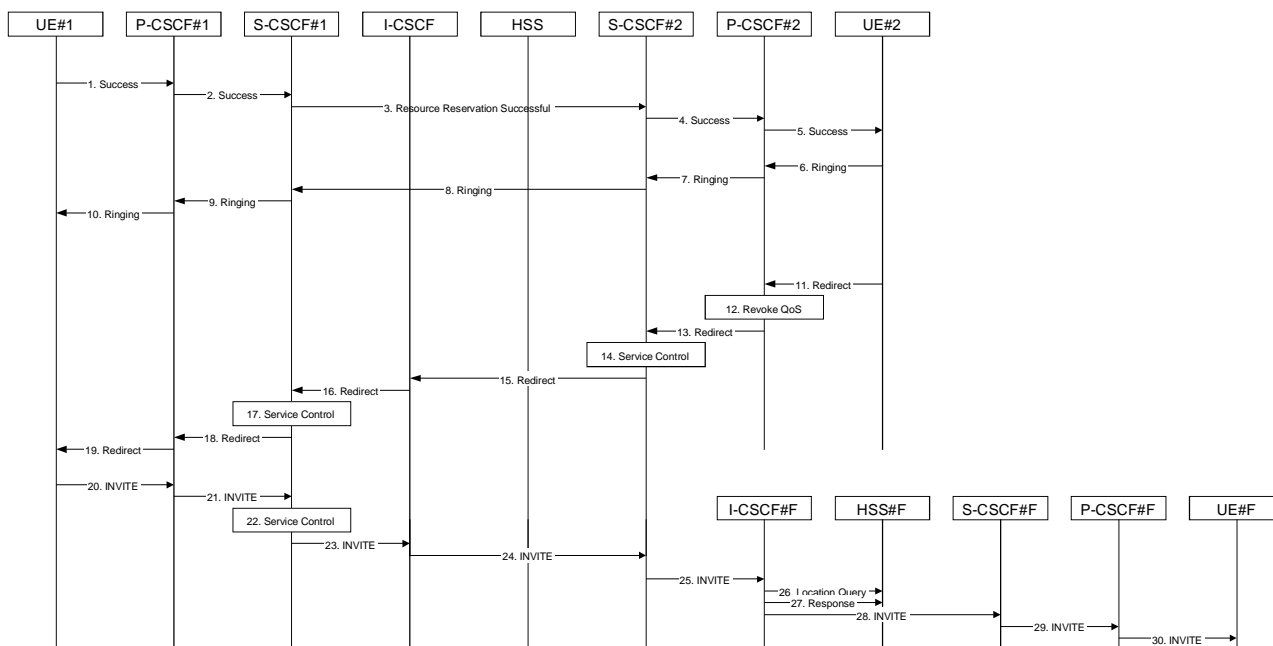 UE#1
P-CSCF#1
S-CSCF#1
I-CSCF
HSS
S-CSCF#2
P-CSCF#2
UE#2
1. Success
2. Success
3. Resource Reservation Successful
4. Success
5. Success
6. Ringing
7. Ringing
8. Ringing
9. Ringing
10. Ringing
11. Redirect
12. Revoke QoS
13. Redirect
14. Service Control
15. Redirect
16. Redirect
17. Service Control
18. Redirect
19. Redirect
20. INVITE
21. INVITE
I-CSCF#F
HSS#F
S-CSCF#F
P-CSCF#F
UE#F
22. Service Control
23. INVITE
24. INVITE
25. INVITE
26. Location Query
27. Response
28. INVITE
29. INVITE
30. INVITE